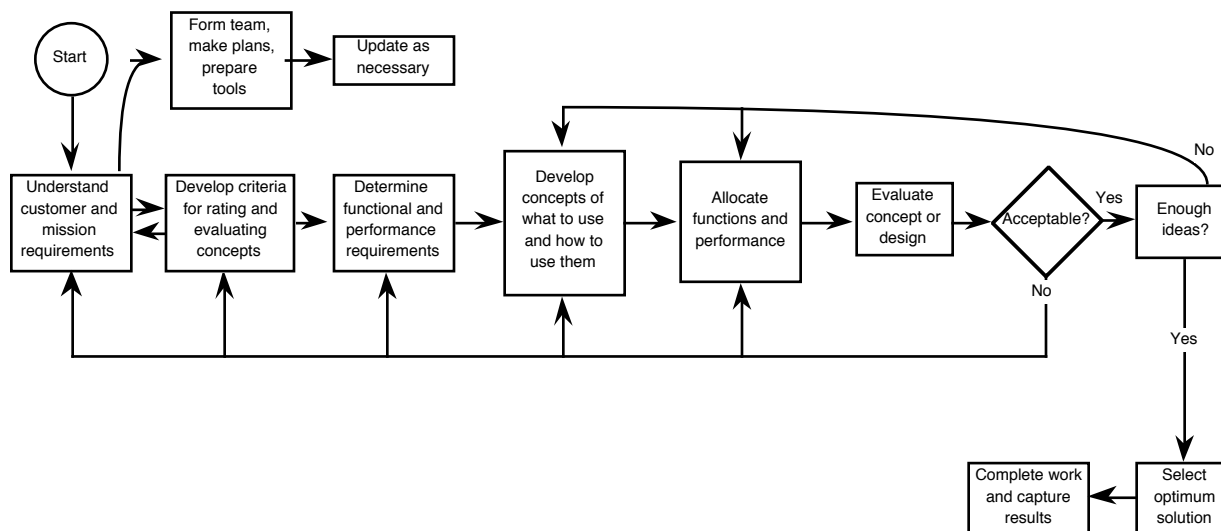 Start
Form team,
make plans,
prepare
tools
Update as
necessary
Understand
customer and
mission
requirements
Develop criteria
for rating and
evaluating
concepts
Determine
functional and
performance
requirements
Develop
concepts of
what to use
and how to
use them
Allocate
functions and
performance
Evaluate
concept or
design
Acceptable?
Yes
No
Enough
ideas?
No
Yes
Select
optimum
solution
Complete work
and capture
results